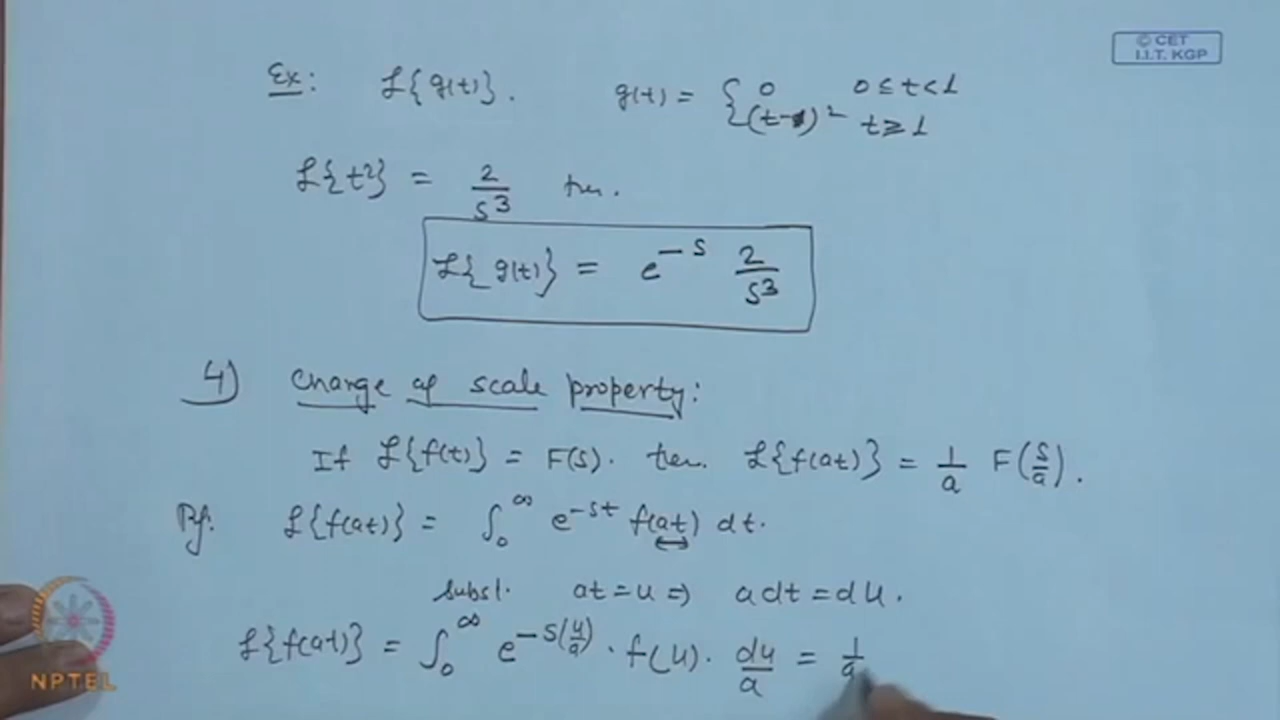 © CET
I.I.T. KGP
Ex: ℒ{g(t)}. g(t) = { 0 0 ≤ t < 1
(t-1)² t ≥ 1
ℒ{t²} = 2/s³ then.
ℒ{g(t)} = e^{-s} 2/s³
4) Change of scale property:
If ℒ{f(t)} = F(s). then. ℒ{f(at)} = 1/a F(s/a).
Pf: ℒ{f(at)} = ∫₀^∞ e^{-st} f(at) dt.
subst. at = u ⇒ a dt = du.
ℒ{f(at)} = ∫₀^∞ e^{-s(u/a)} · f(u) · du/a = 1/a
NPTEL